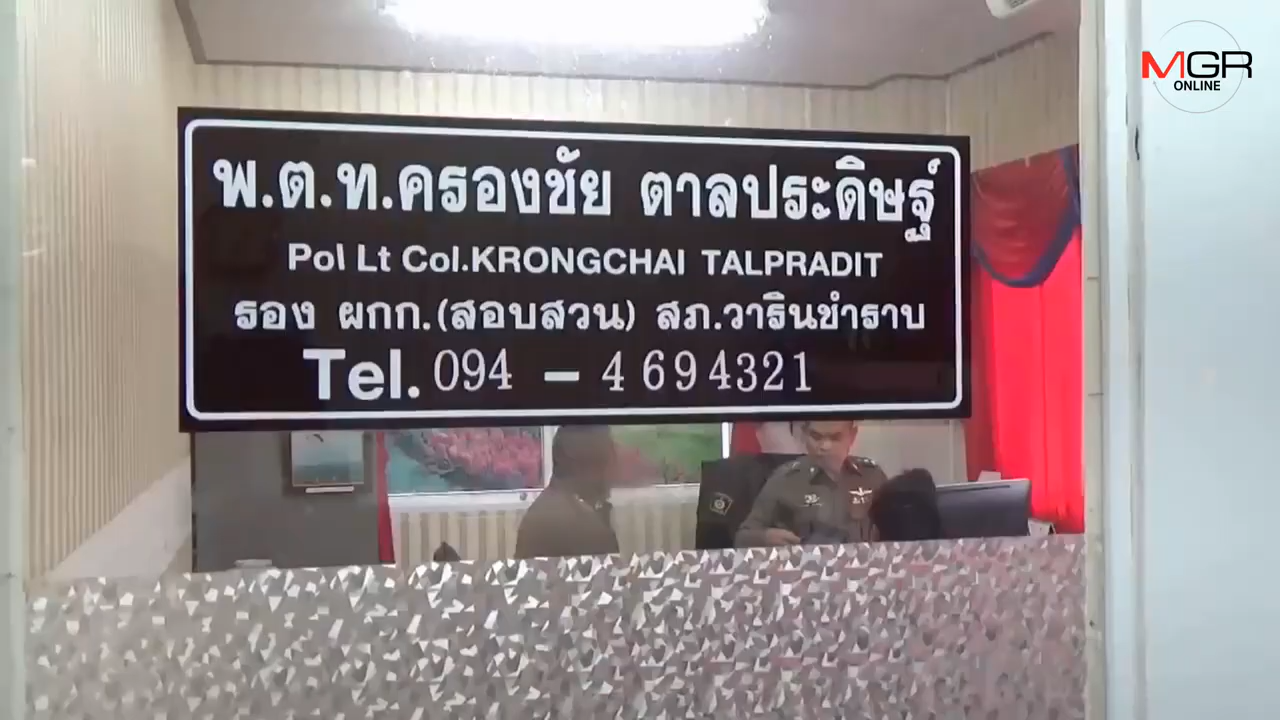 MGR
ONLINE
พ.ต.ท.ครองชัย ตาลประดิษฐ์
Pol Lt Col.KRONGCHAI TALPRADIT
รอง ผกก.(สอบสวน) สภ.วารินชำราบ
Tel. 094 - 4694321